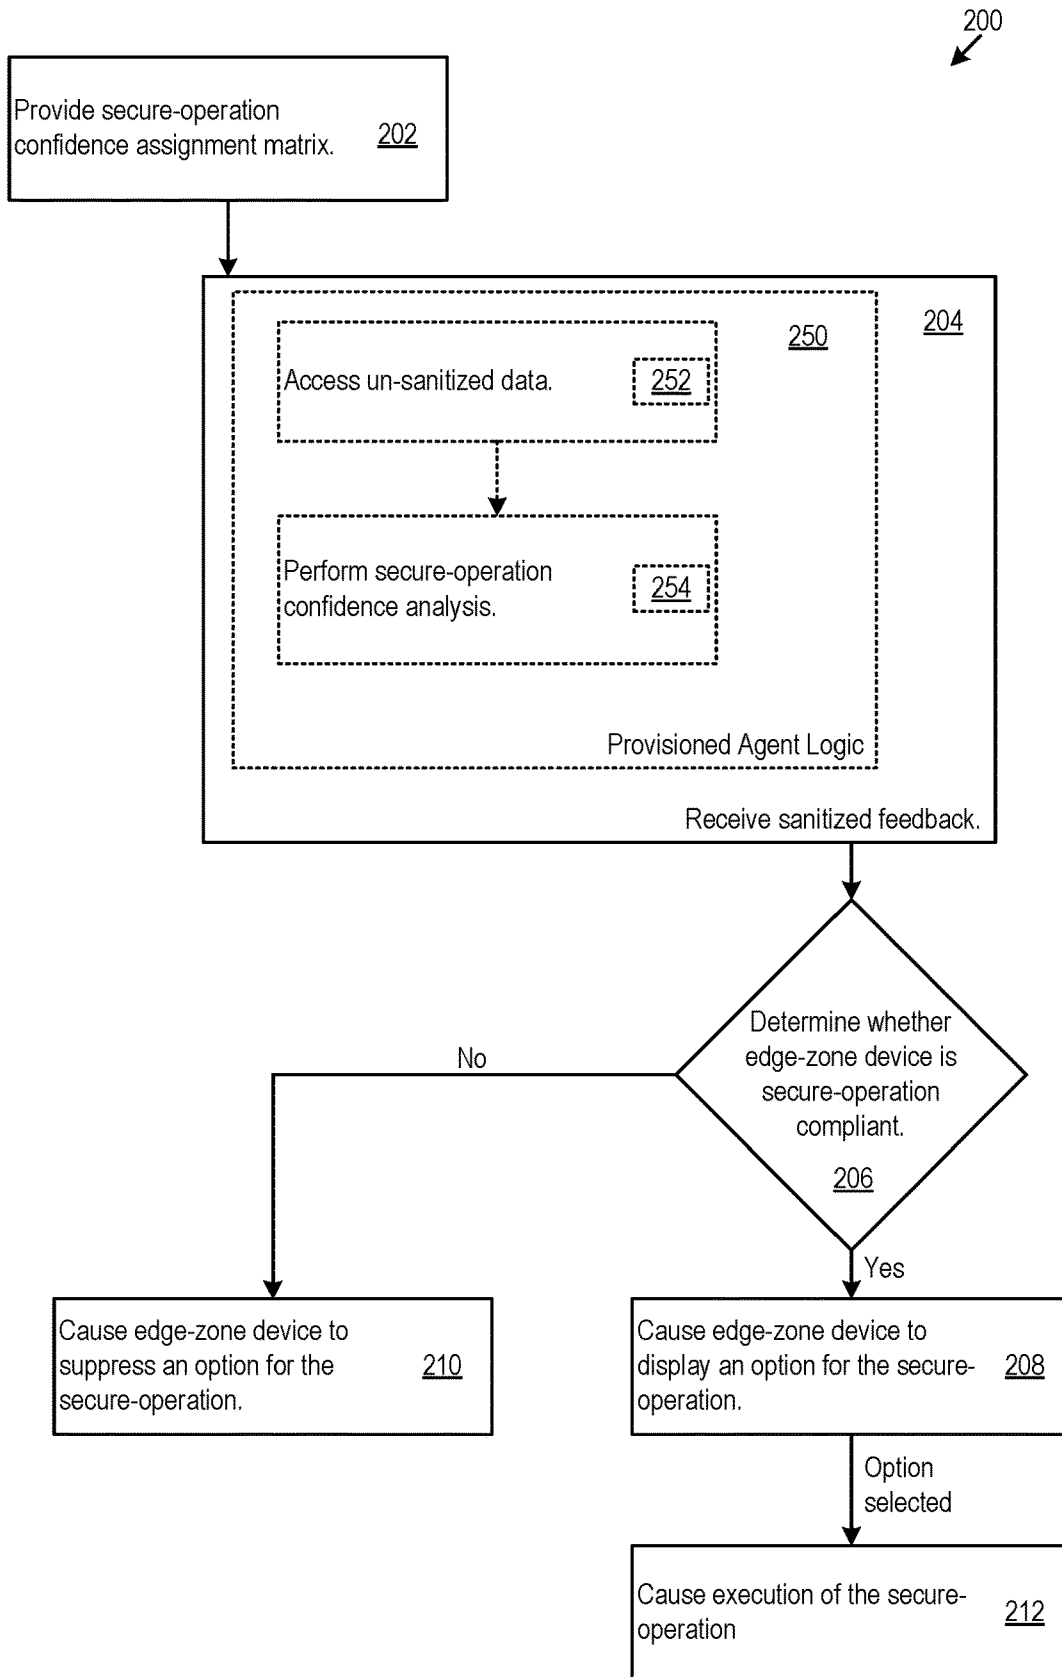 200
Provide secure-operation
confidence assignment matrix.
202
204
250
Access un-sanitized data.
252
Perform secure-operation
confidence analysis.
254
Provisioned Agent Logic
Receive sanitized feedback.
Determine whether
edge-zone device is
secure-operation
compliant.
206
No
Yes
Cause edge-zone device to
suppress an option for the
secure-operation.
210
Cause edge-zone device to
display an option for the secure-
operation.
208
Option
selected
Cause execution of the secure-
operation
212